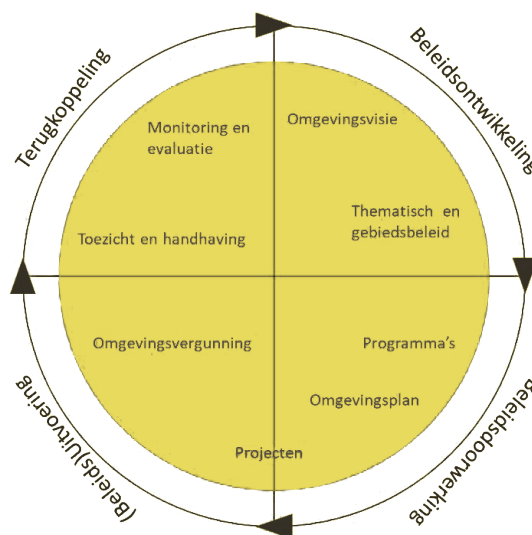 Terugkoppeling
Beleidsontwikkeling
Monitoring en
evaluatie
Omgevingsvisie
Thematisch en
gebiedsbeleid
Toezicht en handhaving
Omgevingsvergunning
Programma's
Omgevingsplan
Projecten
(Beleids)Uitvoering
Beleidsdoorwerking